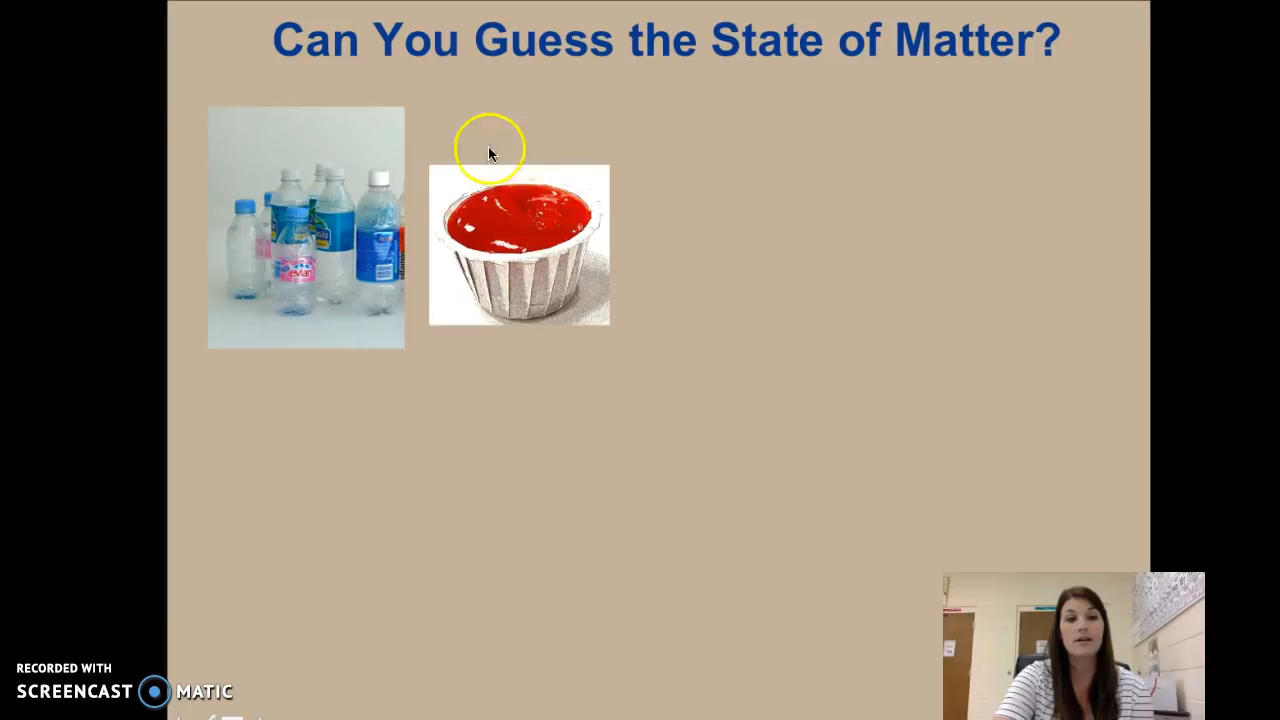 Can You Guess the State of Matter?
evian
RECORDED WITH
SCREENCAST MATIC